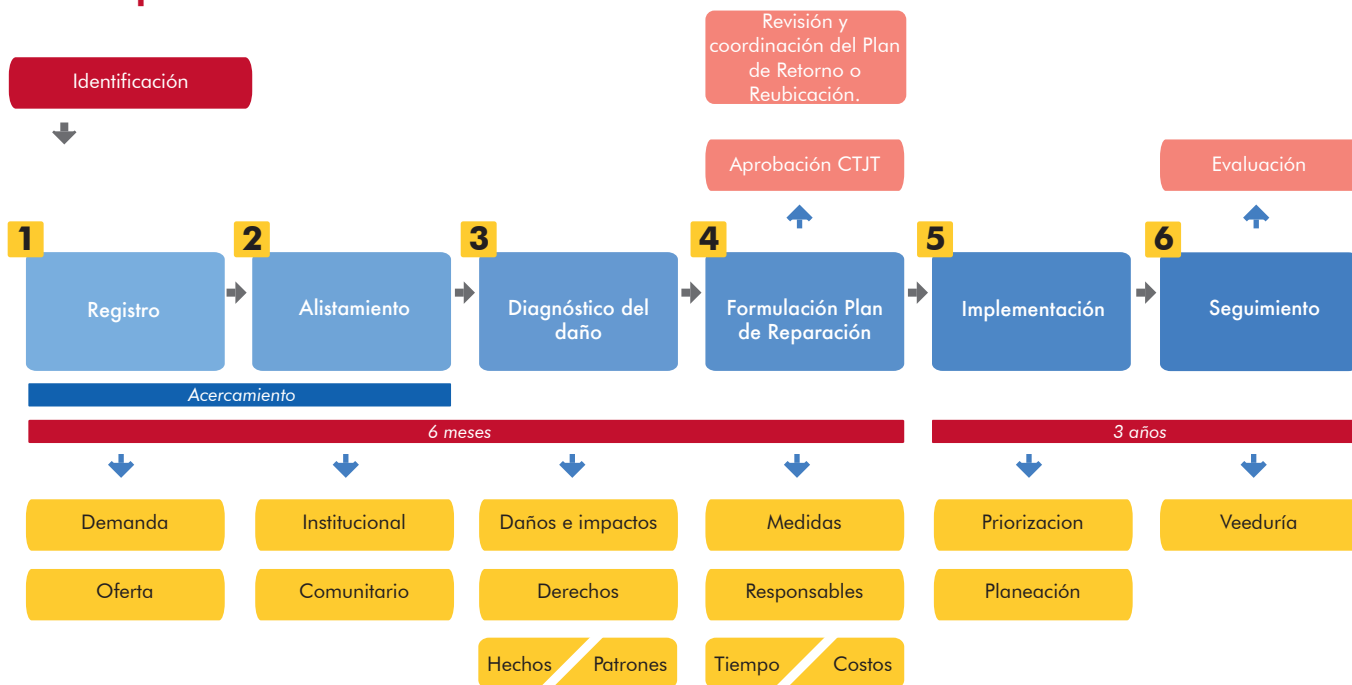 Revisión y
coordinación del Plan
de Retorno o
Reubicación.
Identificación
Aprobación CTJT
Evaluación
1
2
3
4
5
6
Registro
Alistamiento
Diagnóstico del
daño
Formulación Plan
de Reparación
Implementación
Seguimiento
Acercamiento
6 meses
3 años
Demanda
Institucional
Daños e impactos
Medidas
Priorizacion
Veeduría
Oferta
Comunitario
Derechos
Responsables
Planeación
Hechos
Patrones
Tiempo
Costos